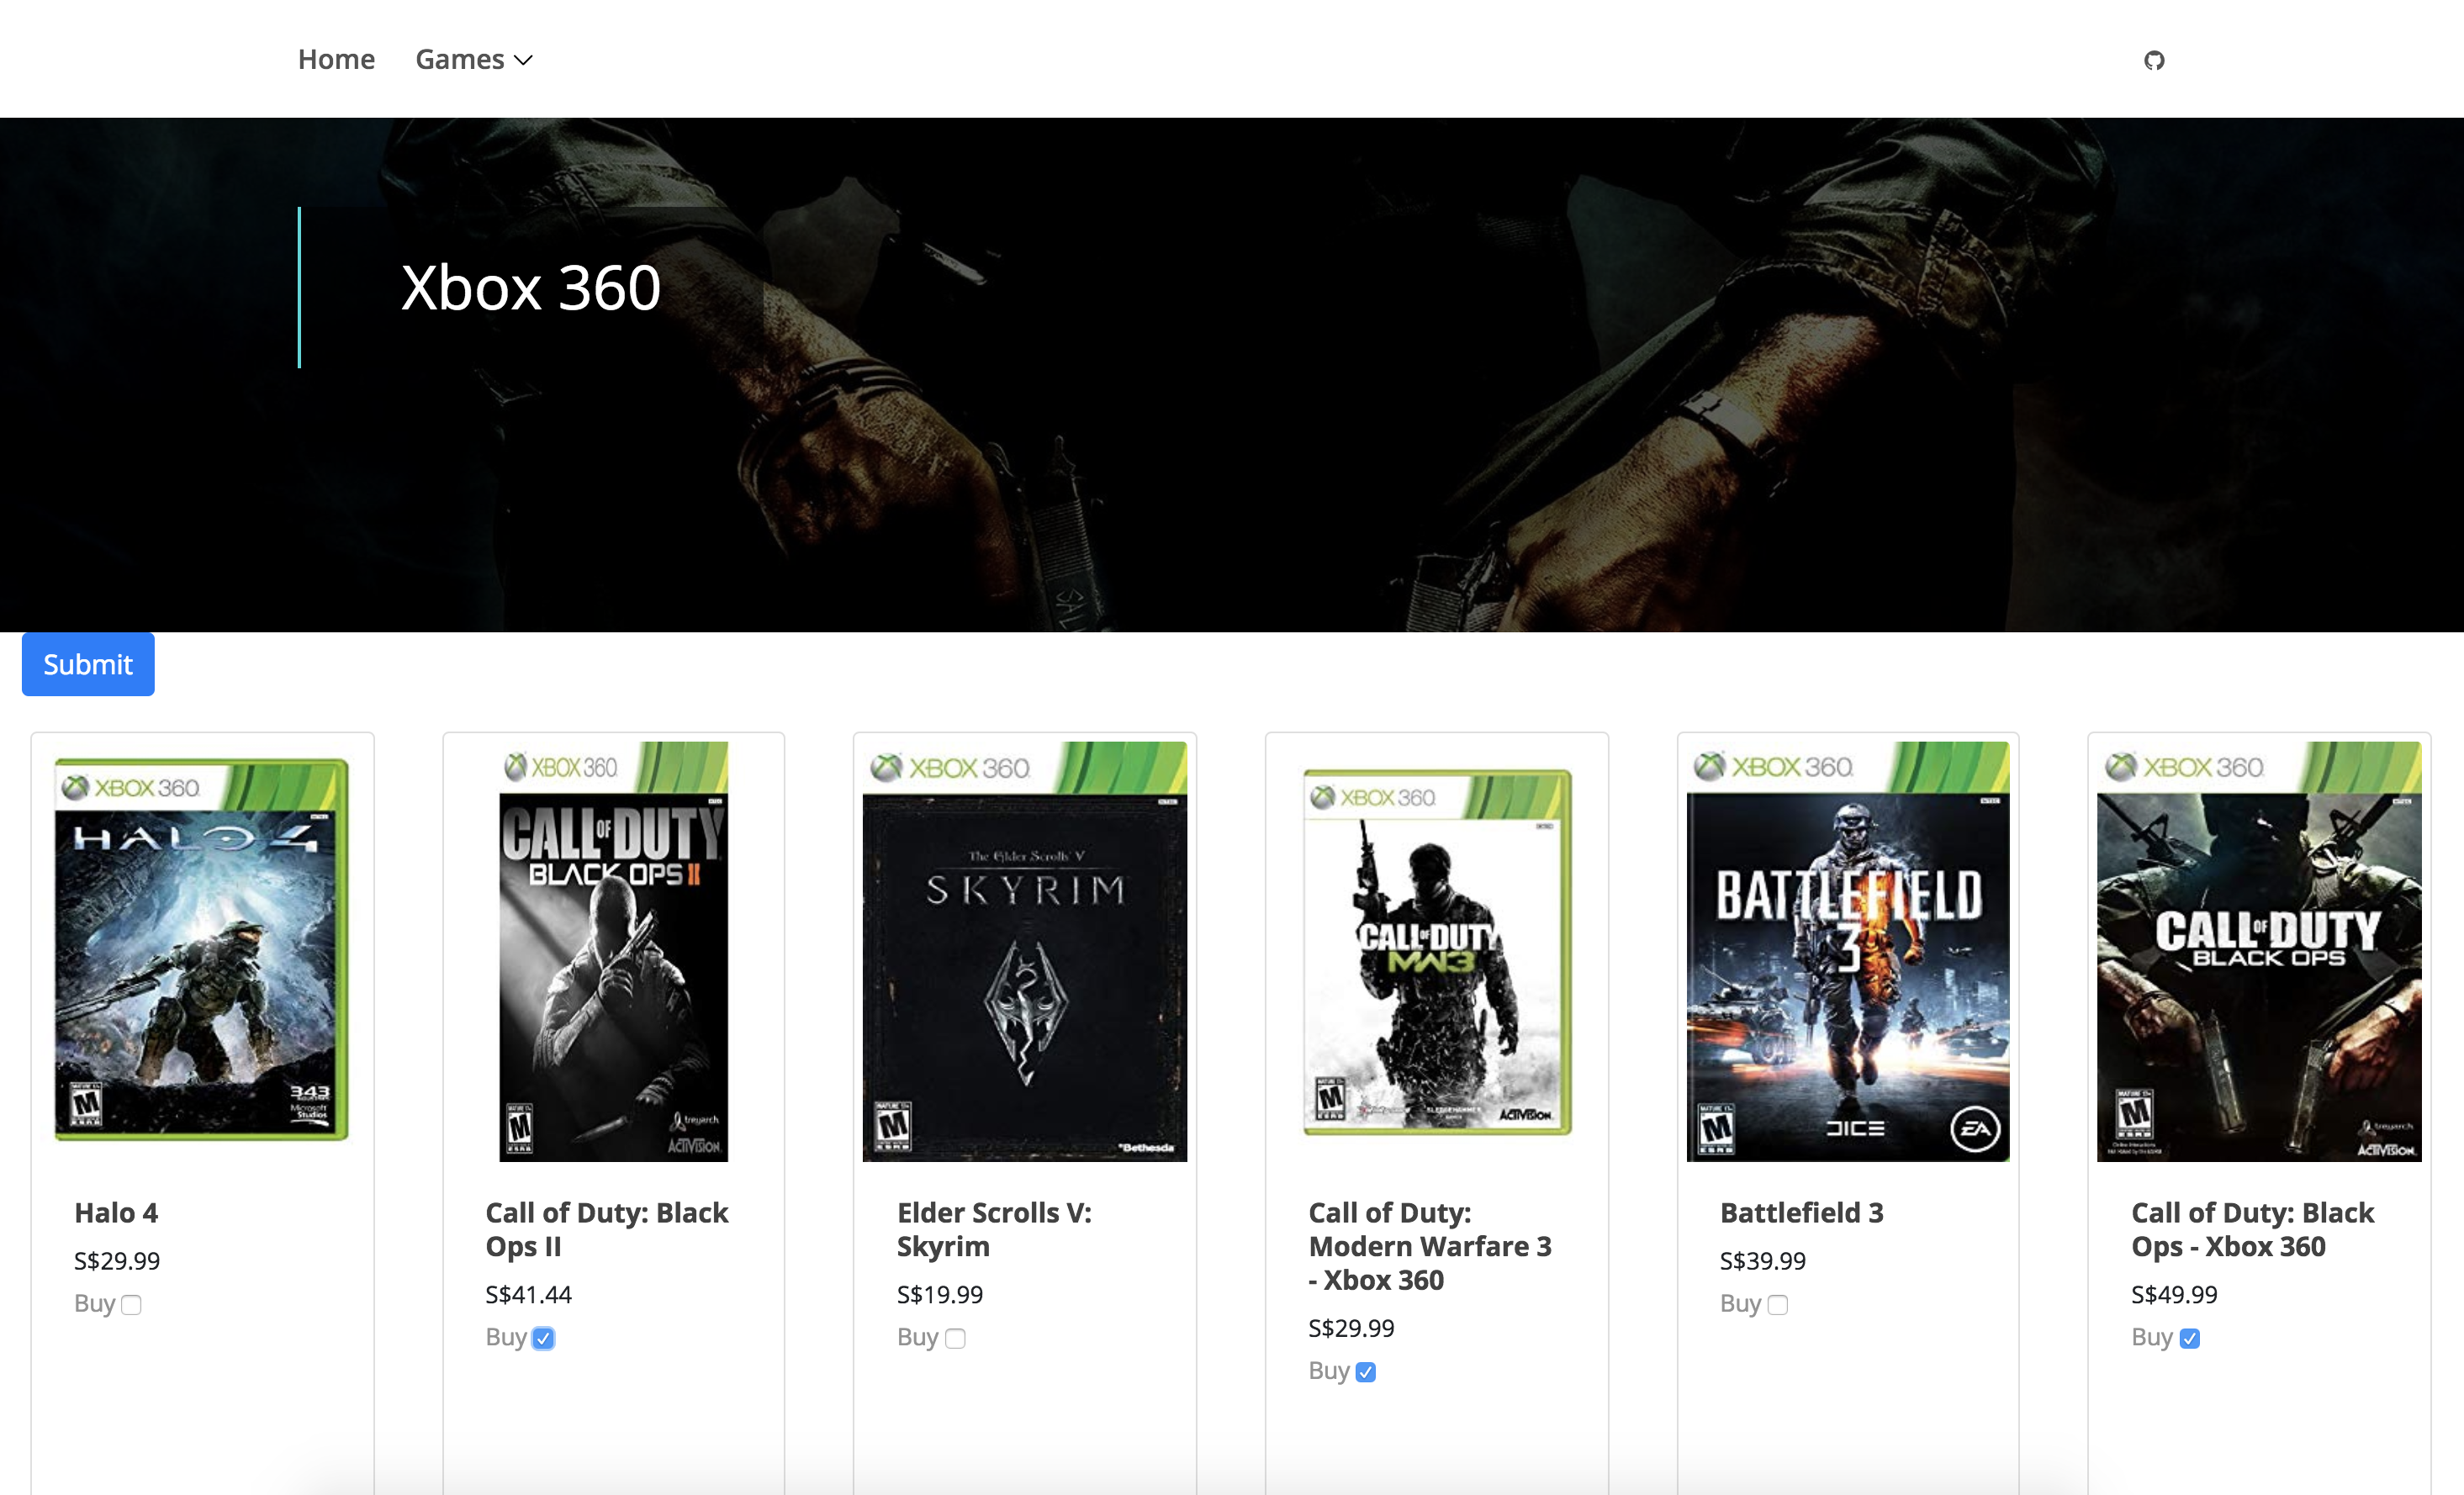 Home Games
Xbox 360
Submit
XBOX 360
HALO 4
M
343
Microsoft
Studios
XBOX 360
CALL OF DUTY
BLACK OPS II
M
treyarch
ACTIVISION
XBOX 360
The Elder Scrolls V
SKYRIM
M
Bethesda
XBOX 360
CALL OF DUTY
MW3
M
SLEDGEHAMMER
ACTIVISION
XBOX 360
BATTLEFIELD
3
M
DICE
EA
XBOX 360
CALL OF DUTY
BLACK OPS
M
treyarch
ACTIVISION
Halo 4
S$29.99
Buy
Call of Duty: Black
Ops II
S$41.44
Buy
Elder Scrolls V:
Skyrim
S$19.99
Buy
Call of Duty:
Modern Warfare 3
- Xbox 360
S$29.99
Buy
Battlefield 3
S$39.99
Buy
Call of Duty: Black
Ops - Xbox 360
S$49.99
Buy